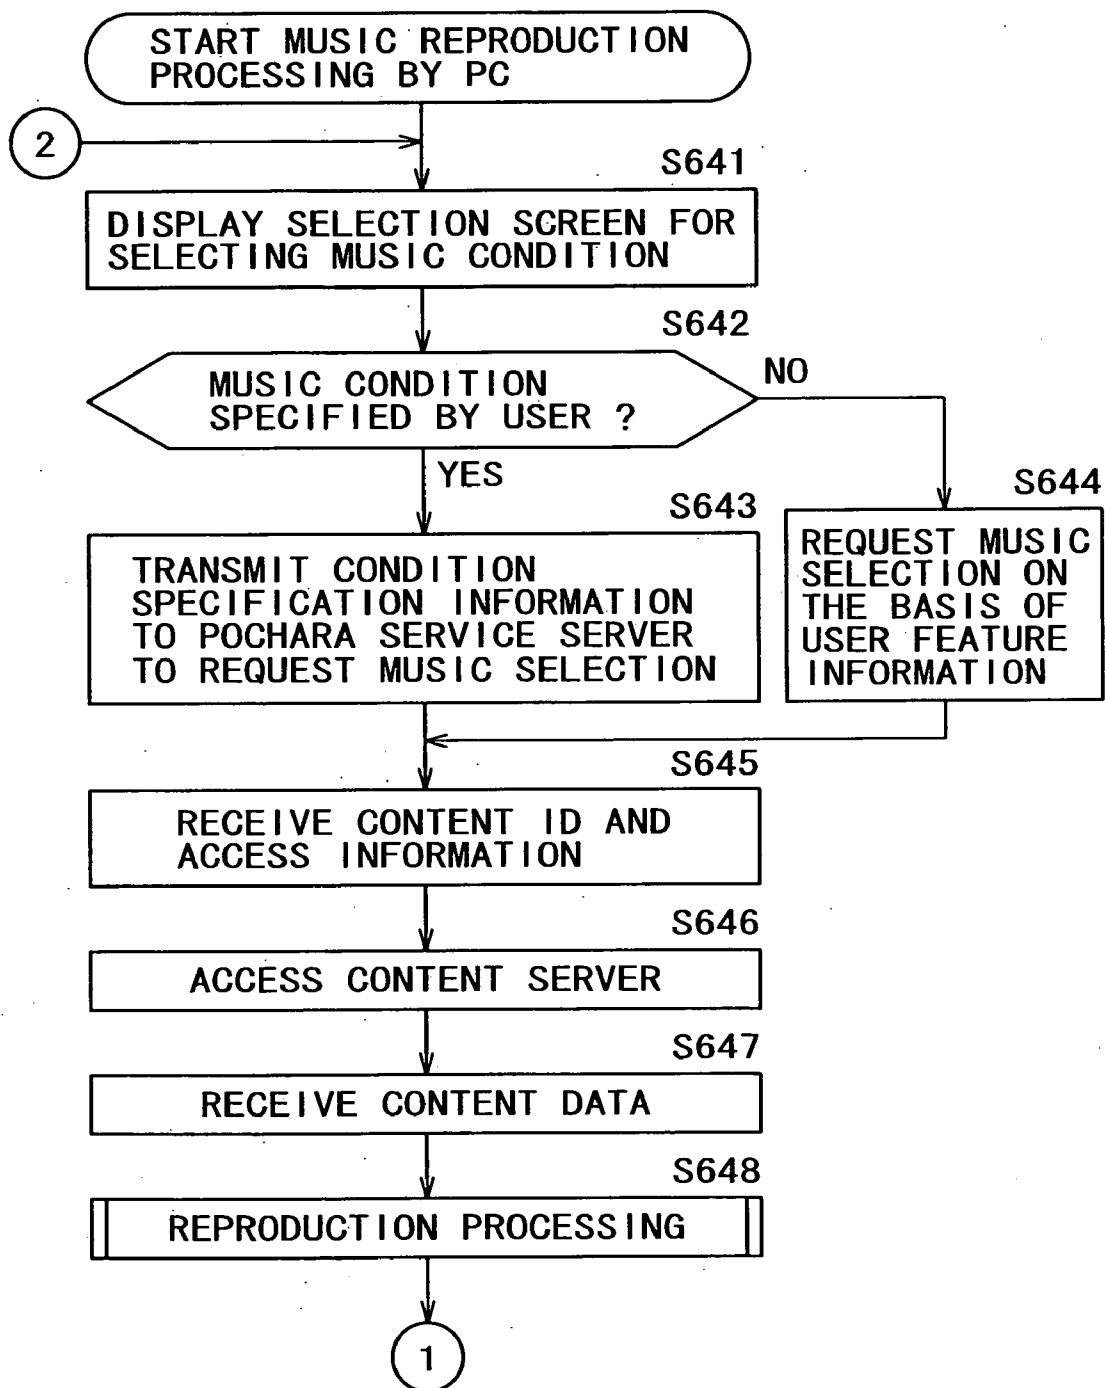 START MUSIC REPRODUCTION
PROCESSING BY PC
2
S641
DISPLAY SELECTION SCREEN FOR
SELECTING MUSIC CONDITION
S642
MUSIC CONDITION
SPECIFIED BY USER ?
NO
YES
S643
TRANSMIT CONDITION
SPECIFICATION INFORMATION
TO POCHARA SERVICE SERVER
TO REQUEST MUSIC SELECTION
S644
REQUEST MUSIC
SELECTION ON
THE BASIS OF
USER FEATURE
INFORMATION
S645
RECEIVE CONTENT ID AND
ACCESS INFORMATION
S646
ACCESS CONTENT SERVER
S647
RECEIVE CONTENT DATA
S648
REPRODUCTION PROCESSING
1